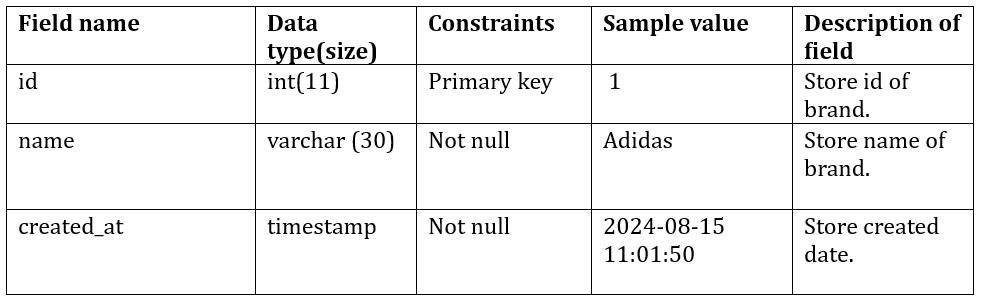 Field name Data type(size) Constraints Sample value Description of field
id int(11) Primary key 1 Store id of brand.
name varchar (30) Not null Adidas Store name of brand.
created_at timestamp Not null 2024-08-15 11:01:50 Store created date.